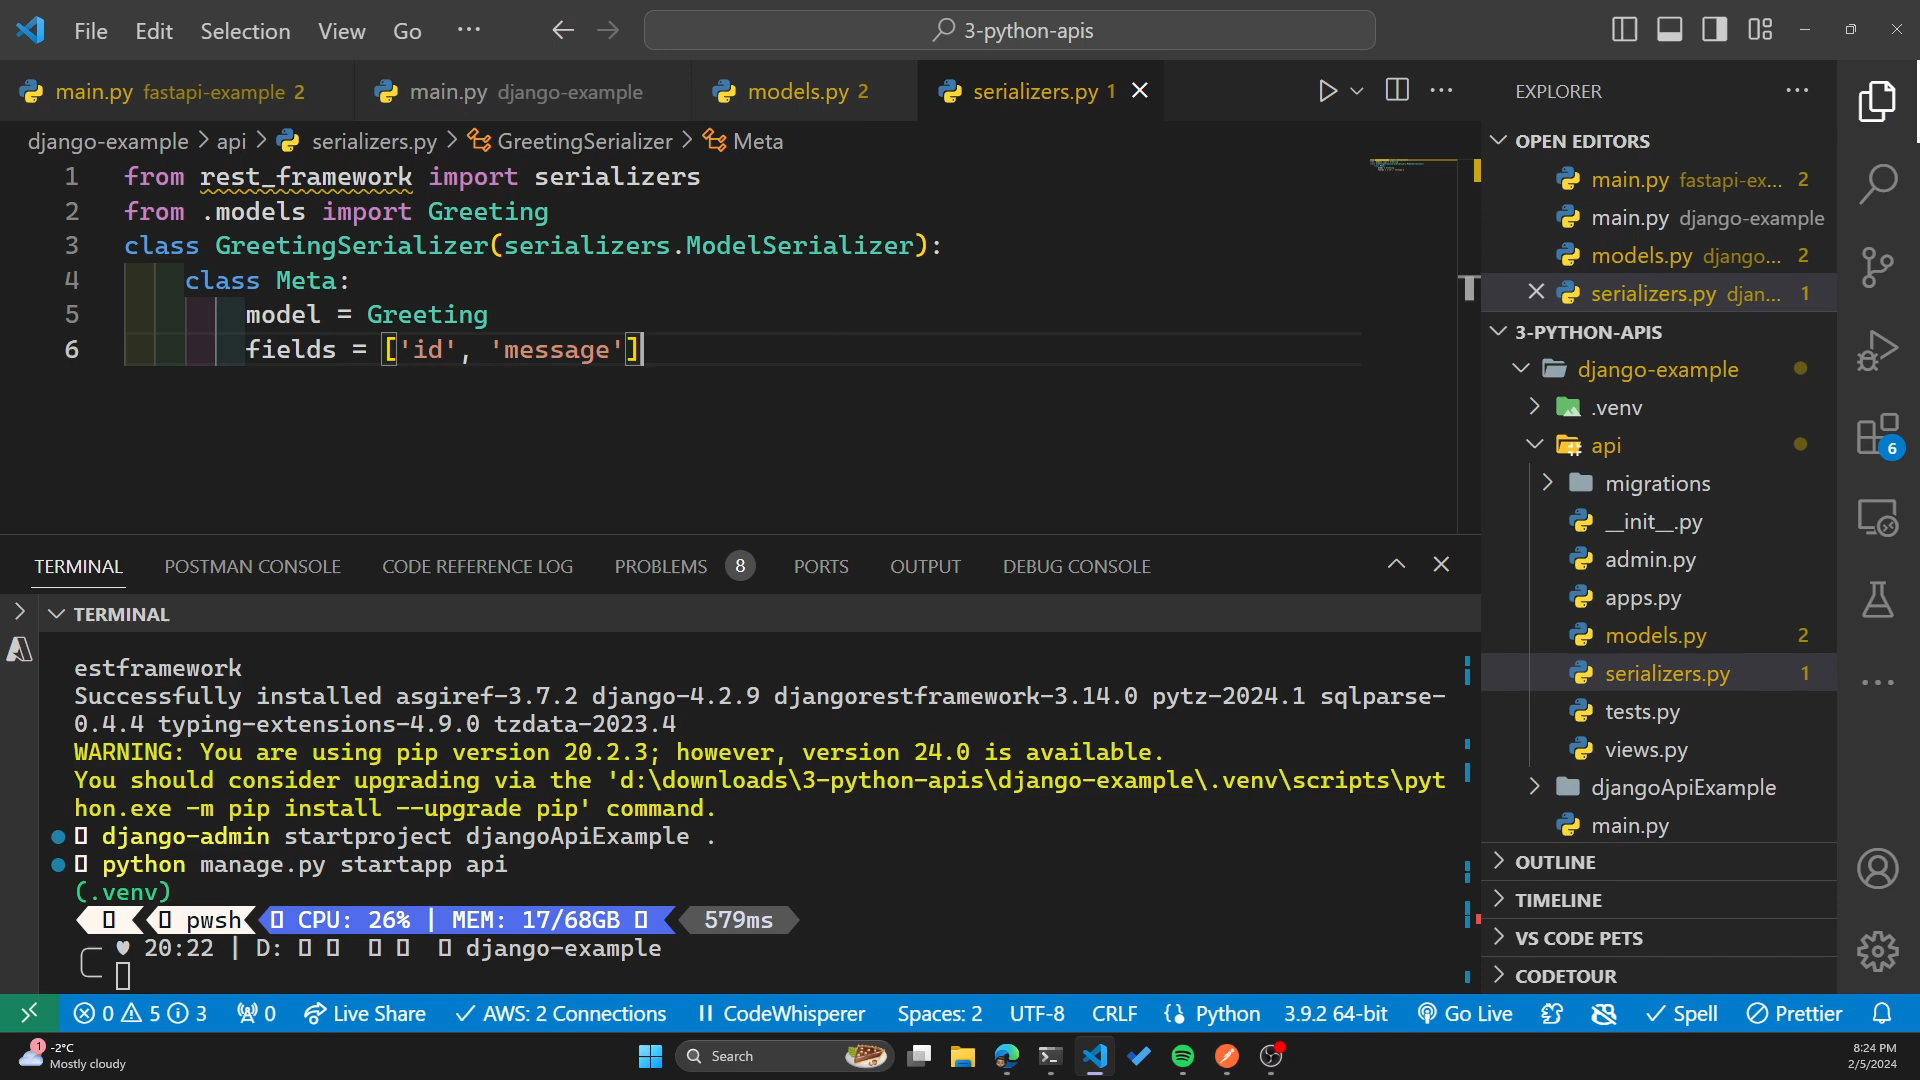 File Edit Selection View Go ··· 3-python-apis
main.py fastapi-example 2 main.py django-example models.py 2 serializers.py 1
django-example > api > serializers.py > GreetingSerializer > Meta
1 from rest_framework import serializers
2 from .models import Greeting
3 class GreetingSerializer(serializers.ModelSerializer):
4 class Meta:
5 model = Greeting
6 fields = ['id', 'message']
TERMINAL POSTMAN CONSOLE CODE REFERENCE LOG PROBLEMS 8 PORTS OUTPUT DEBUG CONSOLE
TERMINAL
estframework
Successfully installed asgiref-3.7.2 django-4.2.9 djangorestframework-3.14.0 pytz-2024.1 sqlparse-
0.4.4 typing-extensions-4.9.0 tzdata-2023.4
WARNING: You are using pip version 20.2.3; however, version 24.0 is available.
You should consider upgrading via the 'd:\downloads\3-python-apis\django-example\.venv\scripts\pyt
hon.exe -m pip install --upgrade pip' command.
django-admin startproject djangoApiExample .
python manage.py startapp api
(.venv)
pwsh CPU: 26% | MEM: 17/68GB 579ms
♥ 20:22 | D: django-example
EXPLORER
OPEN EDITORS
main.py fastapi-ex... 2
main.py django-example
models.py django... 2
serializers.py djan... 1
3-PYTHON-APIS
django-example
.venv
api
migrations
__init__.py
admin.py
apps.py
models.py 2
serializers.py 1
tests.py
views.py
djangoApiExample
main.py
OUTLINE
TIMELINE
VS CODE PETS
CODETOUR
6
0 5 3 0 Live Share AWS: 2 Connections CodeWhisperer Spaces: 2 UTF-8 CRLF Python 3.9.2 64-bit Go Live Spell Prettier
1 -2°C
Mostly cloudy
Search
8:24 PM
2/5/2024